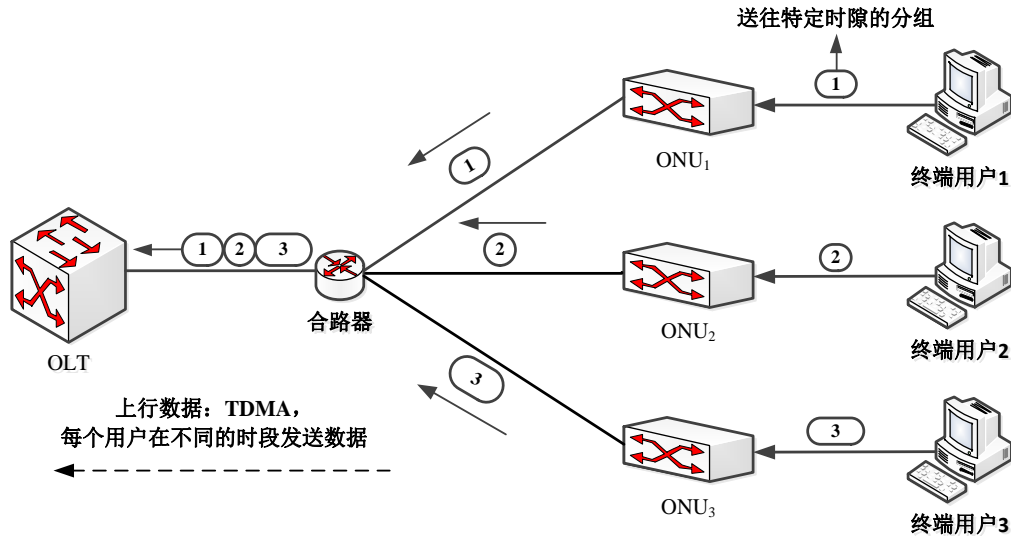 送往特定时隙的分组
1
1
ONU₁
终端用户1
1 2 3
2
2
合路器
ONU₂
终端用户2
OLT
3
上行数据：TDMA，
每个用户在不同的时段发送数据
3
ONU₃
终端用户3